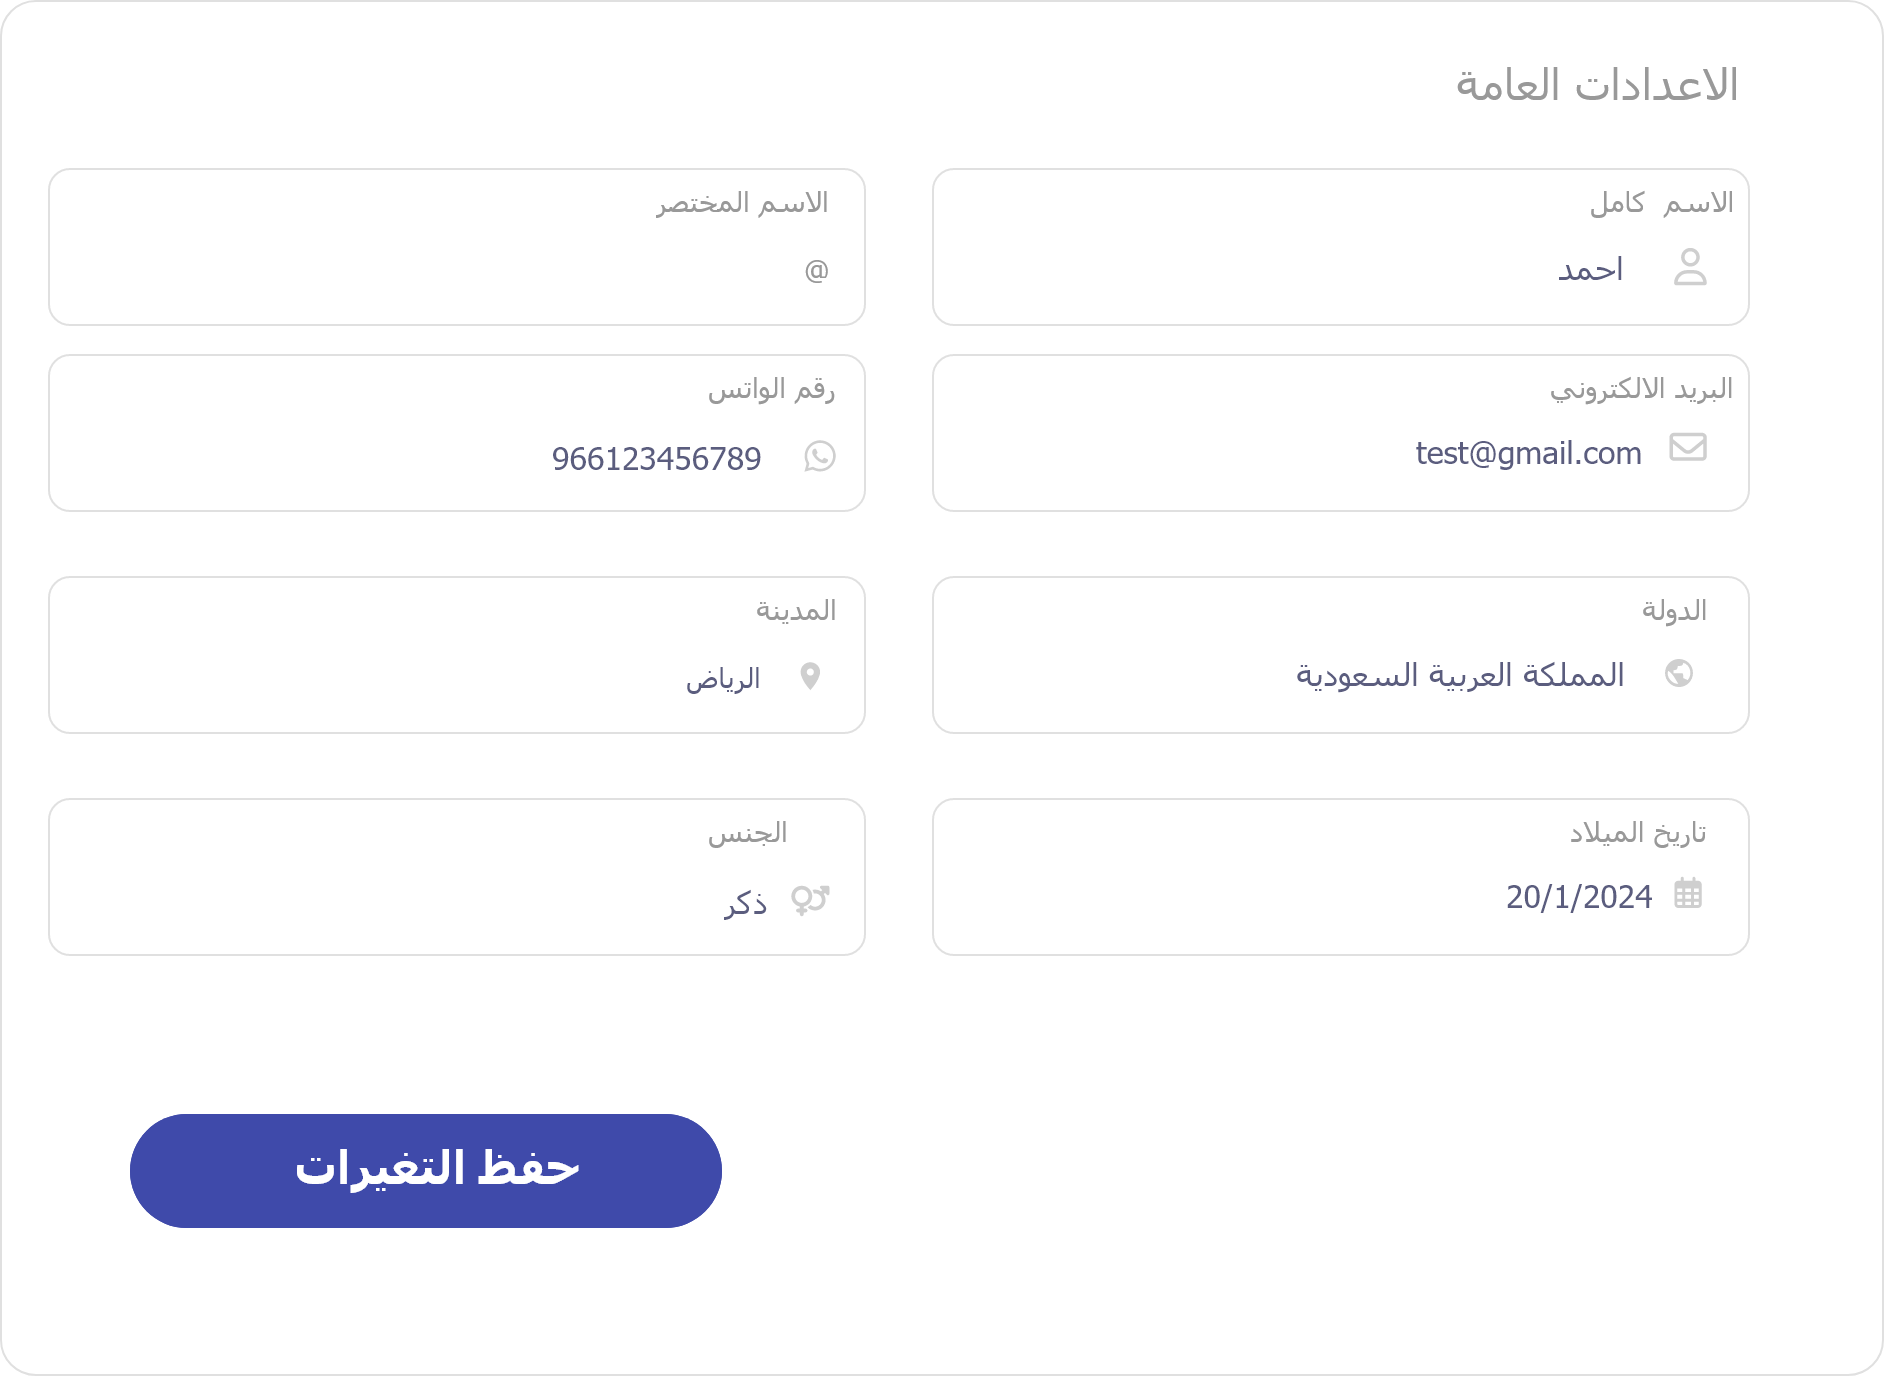 الاعدادات العامة
الاسم كامل
احمد
الاسم المختصر
@
البريد الالكتروني
test@gmail.com
رقم الواتس
966123456789
الدولة
المملكة العربية السعودية
المدينة
الرياض
تاريخ الميلاد
20/1/2024
الجنس
ذكر
حفظ التغيرات